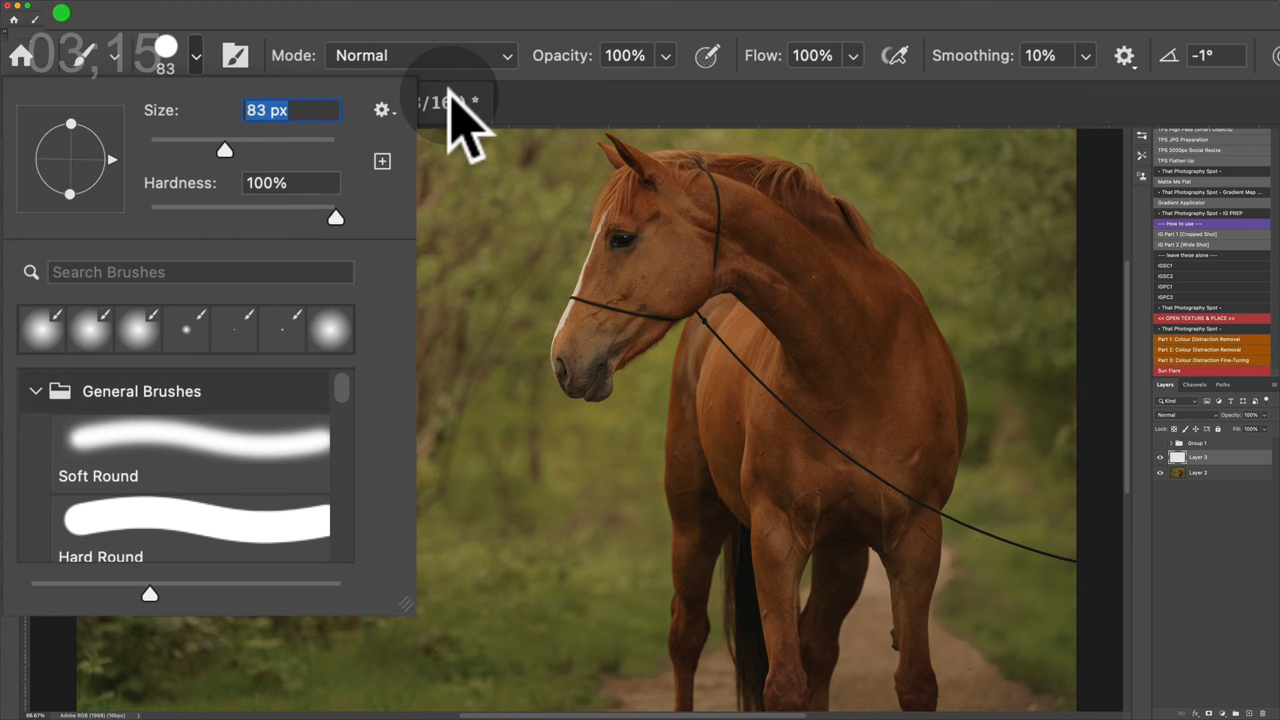 03;15
83
Mode: Normal
Opacity: 100%
Flow: 100%
Smoothing: 10%
-1°
Size: 83 px
Hardness: 100%
Search Brushes
General Brushes
Soft Round
Hard Round
TPS High Pass (Smart Objects)
TPS JPG Preparation
TPS 2000px Social Resize
TPS Flatten Up
• That Photography Spot •
Matte Me Flat
• That Photography Spot • Gradient Map ...
Gradient Applicator
• That Photography Spot • IG PREP
--- How to use ---
IG Part 1 [Cropped Shot]
IG Part 2 [Wide Shot]
--- leave these alone ---
IGSC1
IGSC2
IGPC1
IGPC2
• That Photography Spot •
<< OPEN TEXTURE & PLACE >>
• That Photography Spot •
Part 1: Colour Distraction Removal
Part 2: Colour Distraction Removal
Part 3: Colour Distraction Fine-Tuning
Sun Flare
Layers Channels Paths
Kind
Normal Opacity: 100%
Lock: Fill: 100%
Group 1
Layer 3
Layer 2
66.67% Adobe RGB (1998) (16bpc)